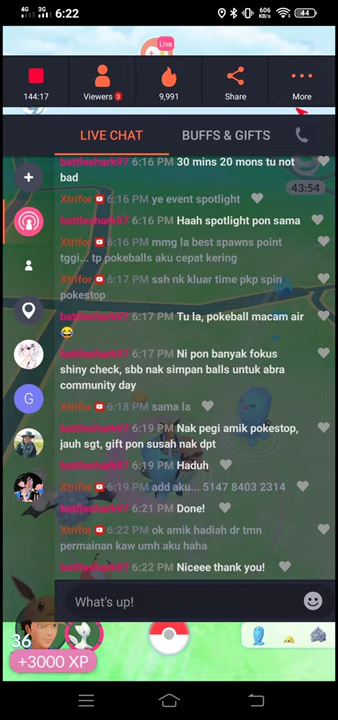 4G 3G 6:22 606 KB/s 44
Live
144:17 Viewers 3 9,991 Share More
LIVE CHAT BUFFS & GIFTS
battleshark97 6:16 PM 30 mins 20 mons tu not
bad
43:54
Xtrifor 6:16 PM ye event spotlight
battleshark97 6:16 PM Haah spotlight pon sama
Xtrifor 6:16 PM mmg la best spawns point
tggi... tp pokeballs aku cepat kering
Xtrifor 6:17 PM ssh nk kluar time pkp spin
pokestop
battleshark97 6:17 PM Tu la, pokeball macam air
😂
battleshark97 6:17 PM Ni pon banyak fokus
shiny check, sbb nak simpan balls untuk abra
community day
G
Xtrifor 6:18 PM sama la
battleshark97 6:19 PM Nak pegi amik pokestop,
jauh sgt, gift pon susah nak dpt
battleshark97 6:19 PM Haduh
Xtrifor 6:19 PM add aku... 5147 8403 2314
battleshark97 6:21 PM Done!
Xtrifor 6:22 PM ok amik hadiah dr tmn
permainan kaw umh aku haha
battleshark97 6:22 PM Niceee thank you!
What's up!
36
+3000 XP